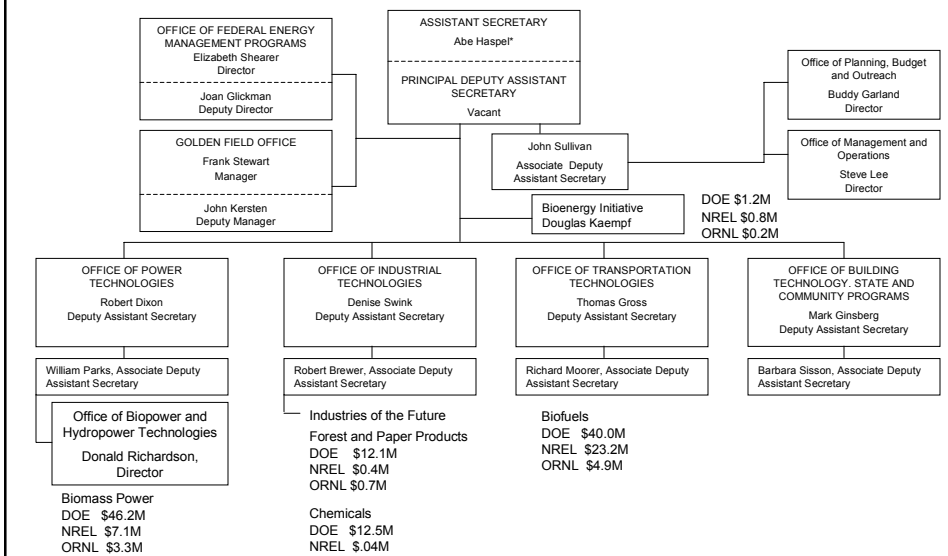 OFFICE OF FEDERAL ENERGY
MANAGEMENT PROGRAMS
Elizabeth Shearer
Director
Joan Glickman
Deputy Director
GOLDEN FIELD OFFICE
Frank Stewart
Manager
John Kersten
Deputy Manager
ASSISTANT SECRETARY
Abe Haspel*
PRINCIPAL DEPUTY ASSISTANT
SECRETARY
Vacant
John Sullivan
Associate Deputy
Assistant Secretary
Office of Planning, Budget
and Outreach
Buddy Garland
Director
Office of Management and
Operations
Steve Lee
Director
Bioenergy Initiative
Douglas Kaempf
DOE $1.2M
NREL $0.8M
ORNL $0.2M
OFFICE OF POWER
TECHNOLOGIES
Robert Dixon
Deputy Assistant Secretary
William Parks, Associate Deputy
Assistant Secretary
Office of Biopower and
Hydropower Technologies
Donald Richardson,
Director
Biomass Power
DOE $46.2M
NREL $7.1M
ORNL $3.3M
OFFICE OF INDUSTRIAL
TECHNOLOGIES
Denise Swink
Deputy Assistant Secretary
Robert Brewer, Associate Deputy
Assistant Secretary
Industries of the Future
Forest and Paper Products
DOE $12.1M
NREL $0.4M
ORNL $0.7M
Chemicals
DOE $12.5M
NREL $.04M
OFFICE OF TRANSPORTATION
TECHNOLOGIES
Thomas Gross
Deputy Assistant Secretary
Richard Moorer, Associate Deputy
Assistant Secretary
Biofuels
DOE $40.0M
NREL $23.2M
ORNL $4.9M
OFFICE OF BUILDING
TECHNOLOGY. STATE AND
COMMUNITY PROGRAMS
Mark Ginsberg
Deputy Assistant Secretary
Barbara Sisson, Associate Deputy
Assistant Secretary